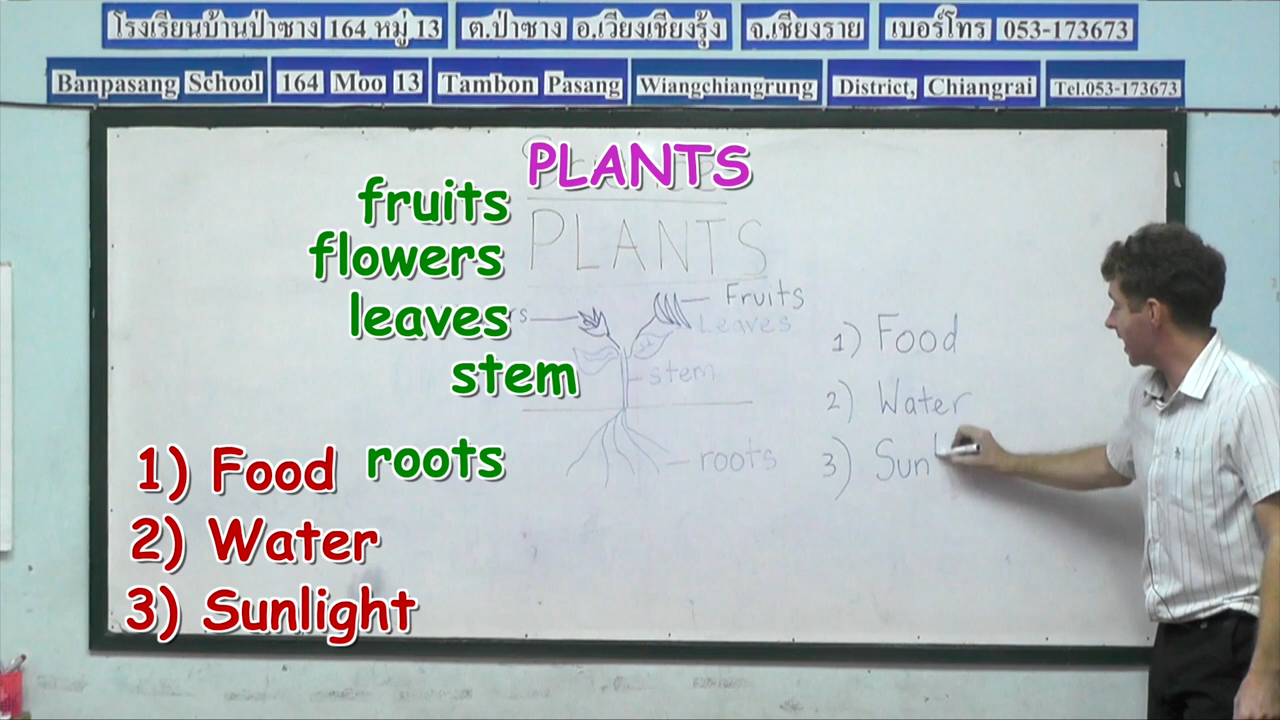 โรงเรียนบ้านป่าซาง 164 หมู่ 13 ต.ป่าซาง อ.เวียงเชียงรุ้ง จ.เชียงราย เบอร์โทร 053-173673
Banpasang School 164 Moo 13 Tambon Pasang Wiangchiangrung District, Chiangrai Tel.053-173673
PLANTS
fruits
flowers
leaves
stem
roots
1) Food
2) Water
3) Sunlight
PLANTS
rs
Fruits
Leaves
stem
roots
1) Food
2) Water
3) Sun